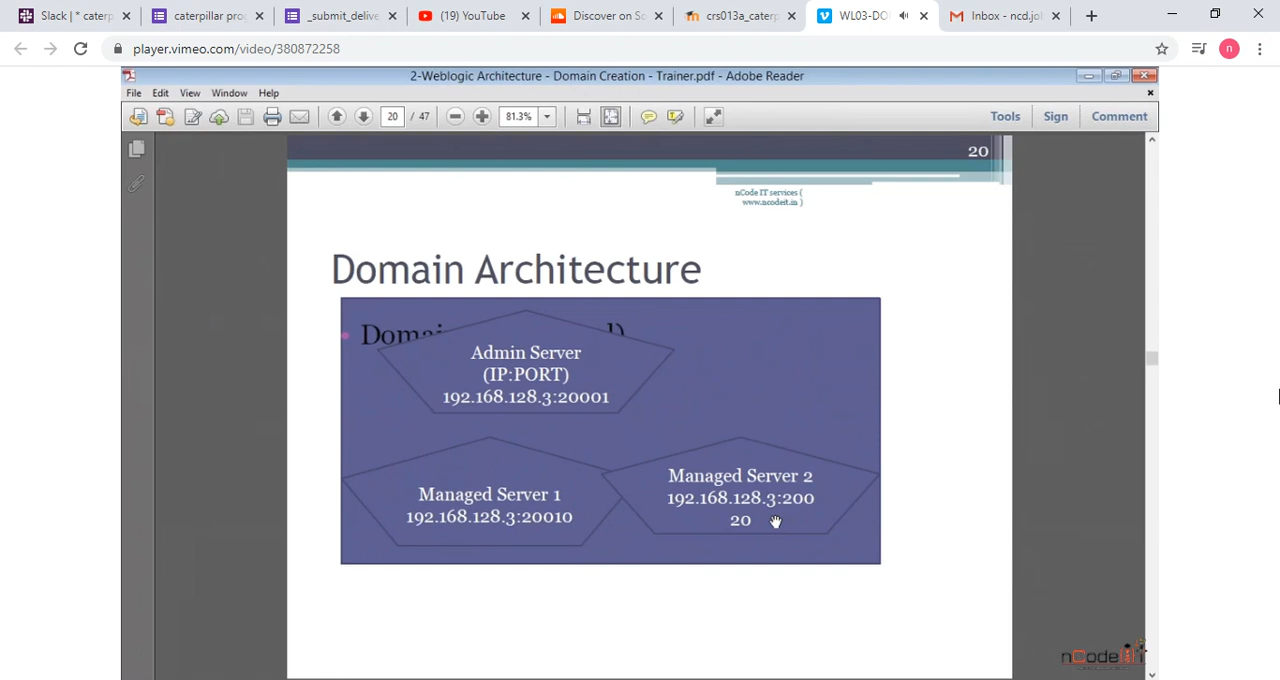 Slack | * caterp
caterpillar prog
_submit_delive
(19) YouTube
Discover on So
crs013a_caterp
WL03-DO
Inbox - ncd.jo
player.vimeo.com/video/380872258
n
2-Weblogic Architecture - Domain Creation - Trainer.pdf - Adobe Reader
File Edit View Window Help
20 / 47
81.3%
Tools
Sign
Comment
20
nCode IT services (
www.ncodeit.in )
Domain Architecture
Admin Server
(IP:PORT)
192.168.128.3:20001
Managed Server 1
192.168.128.3:20010
Managed Server 2
192.168.128.3:200
20
nCodeIT